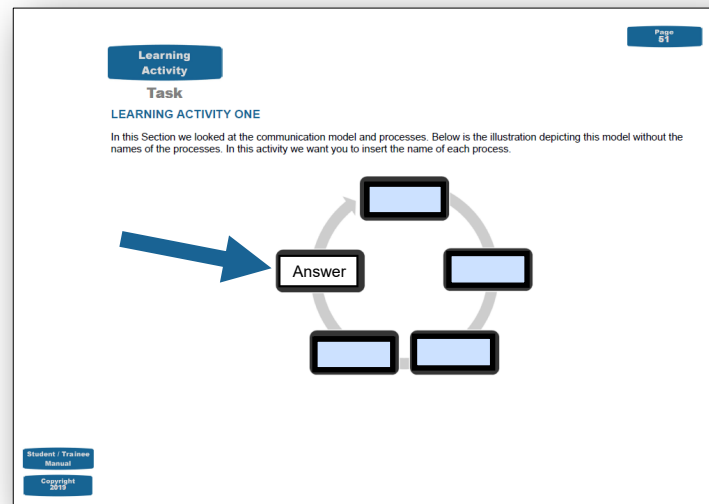 Page
51
Learning
Activity
Task
LEARNING ACTIVITY ONE
In this Section we looked at the communication model and processes. Below is the illustration depicting this model without the
names of the processes. In this activity we want you to insert the name of each process.
Answer
Student / Trainee
Manual
Copyright
2019